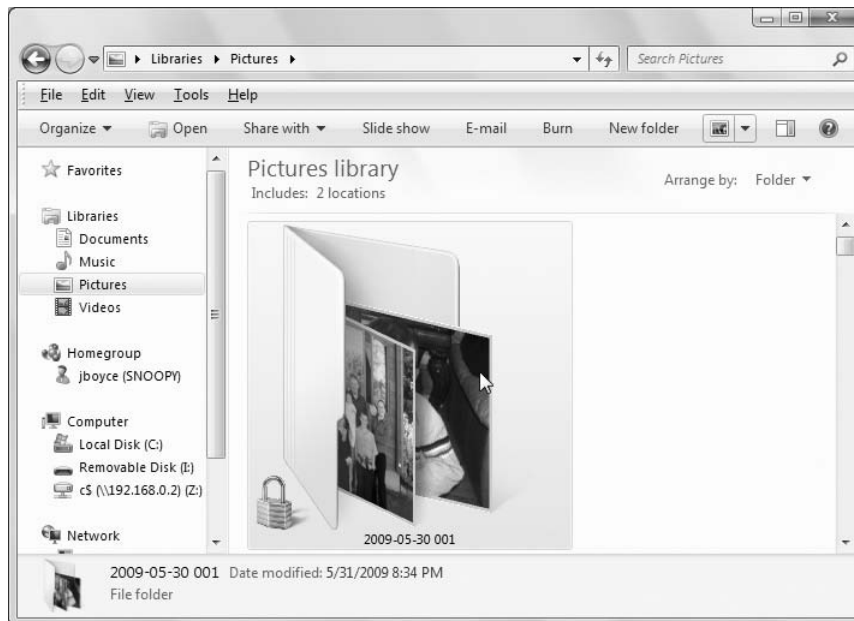 Libraries Pictures Search Pictures
File Edit View Tools Help
Organize Open Share with Slide show E-mail Burn New folder
Favorites
Libraries
Documents
Music
Pictures
Videos
Homegroup
jboyce (SNOOPY)
Computer
Local Disk (C:)
Removable Disk (I:)
c$ (\\192.168.0.2) (Z:)
Network
Pictures library
Includes: 2 locations
Arrange by: Folder
2009-05-30 001
2009-05-30 001 Date modified: 5/31/2009 8:34 PM
File folder